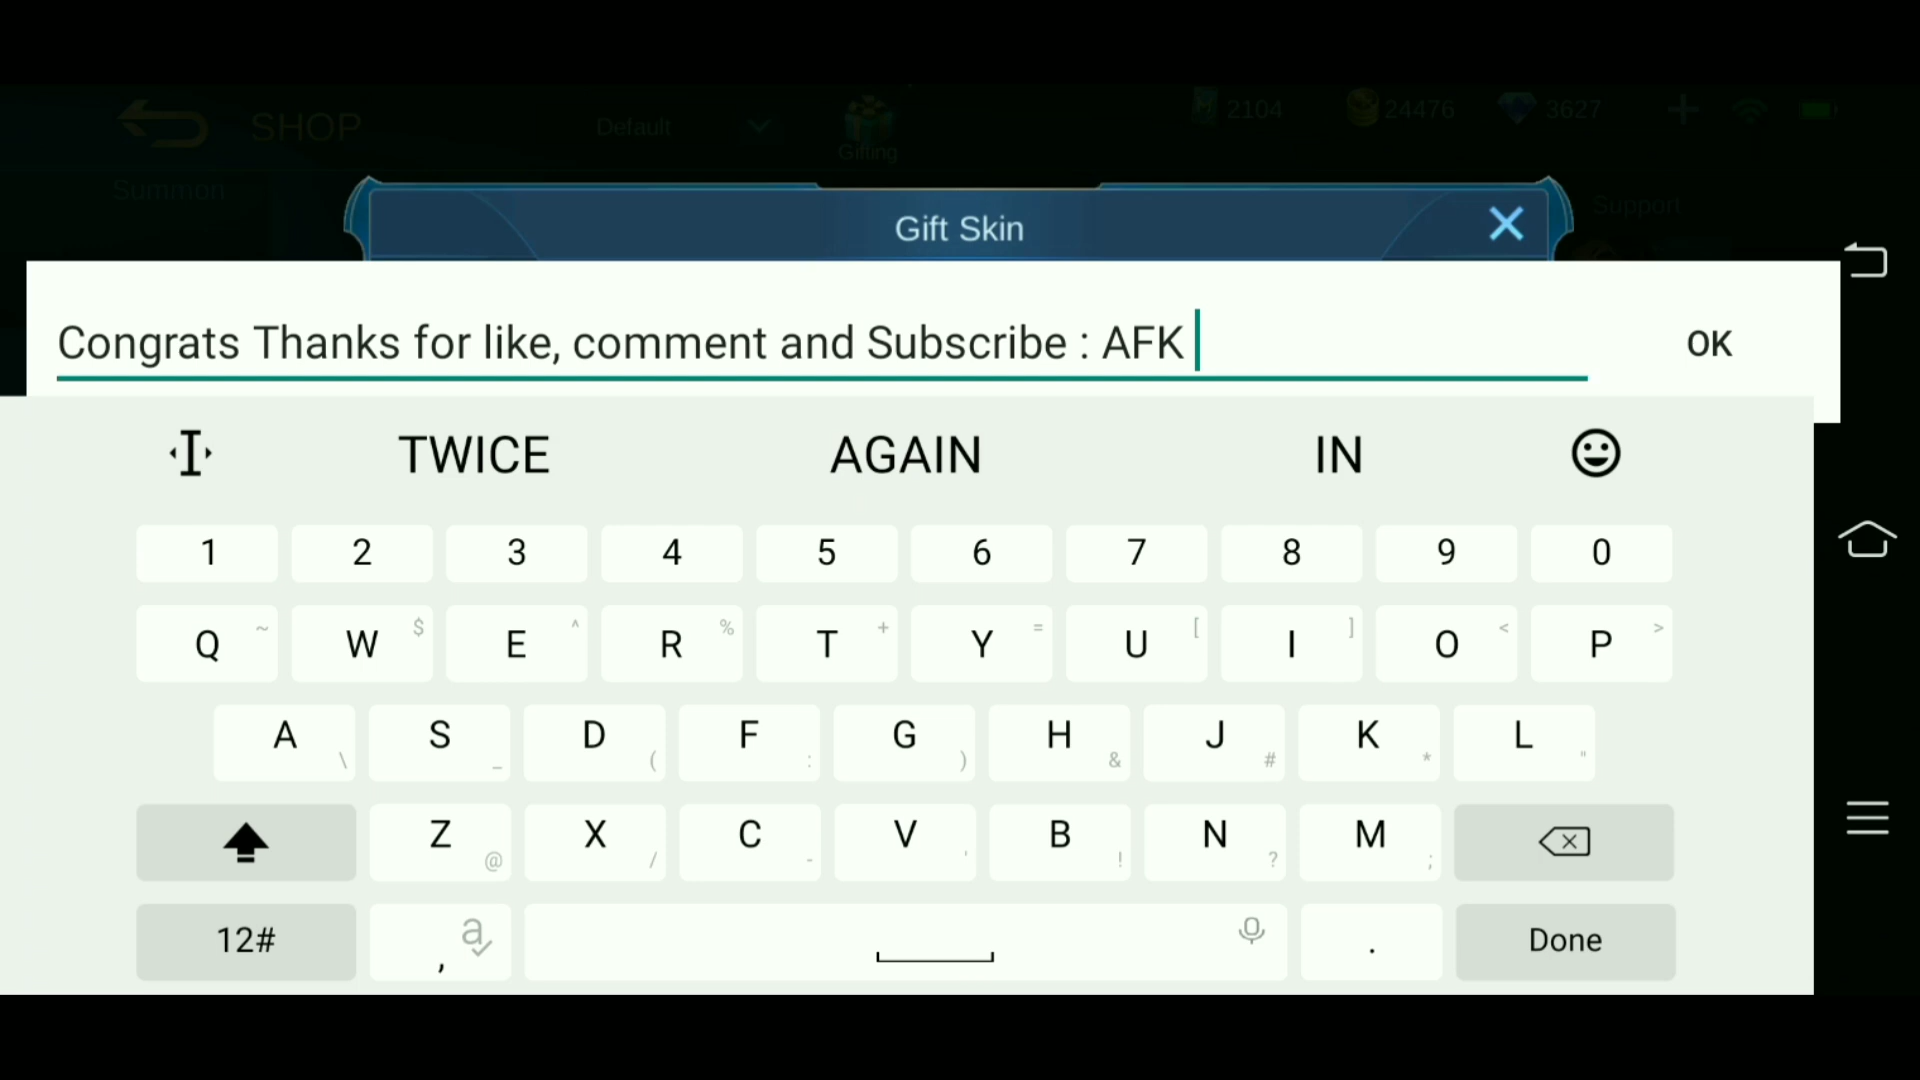 SHOP
Default
Gifting
2104
24476
3627
Summon
Support
Gift Skin
Congrats Thanks for like, comment and Subscribe : AFK
OK
TWICE AGAIN IN
1 2 3 4 5 6 7 8 9 0
Q ~ W $ E ^ R % T + Y = U [ I ] O < P >
A \ S _ D ( F : G ) H & J # K * L "
Z @ X / C - V ' B ! N ? M ;
12# , a . Done